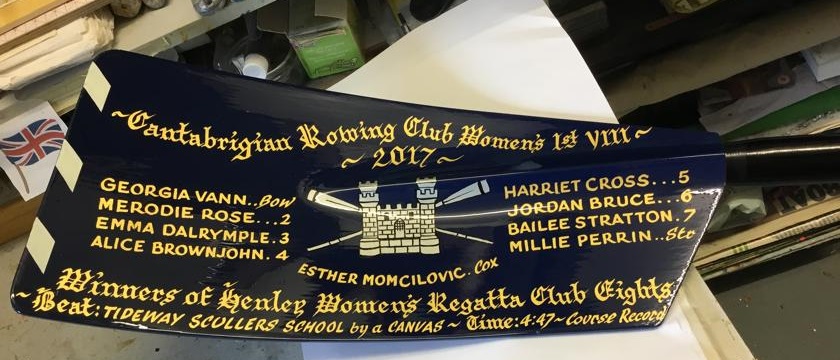 ~Cantabrigian Rowing Club Women's 1st VIII~
~ 2017 ~
GEORGIA VANN..Bow
MERODIE ROSE...2
EMMA DALRYMPLE.3
ALICE BROWNJOHN.4
HARRIET CROSS...5
JORDAN BRUCE...6
BAILEE STRATTON.7
MILLIE PERRIN..Str
ESTHER MOMCILOVIC. Cox
Winners of Henley Women's Regatta Club Eights
~Beat: TIDEWAY SCULLERS SCHOOL by a CANVAS ~ Time: 4:47 ~ Course Record